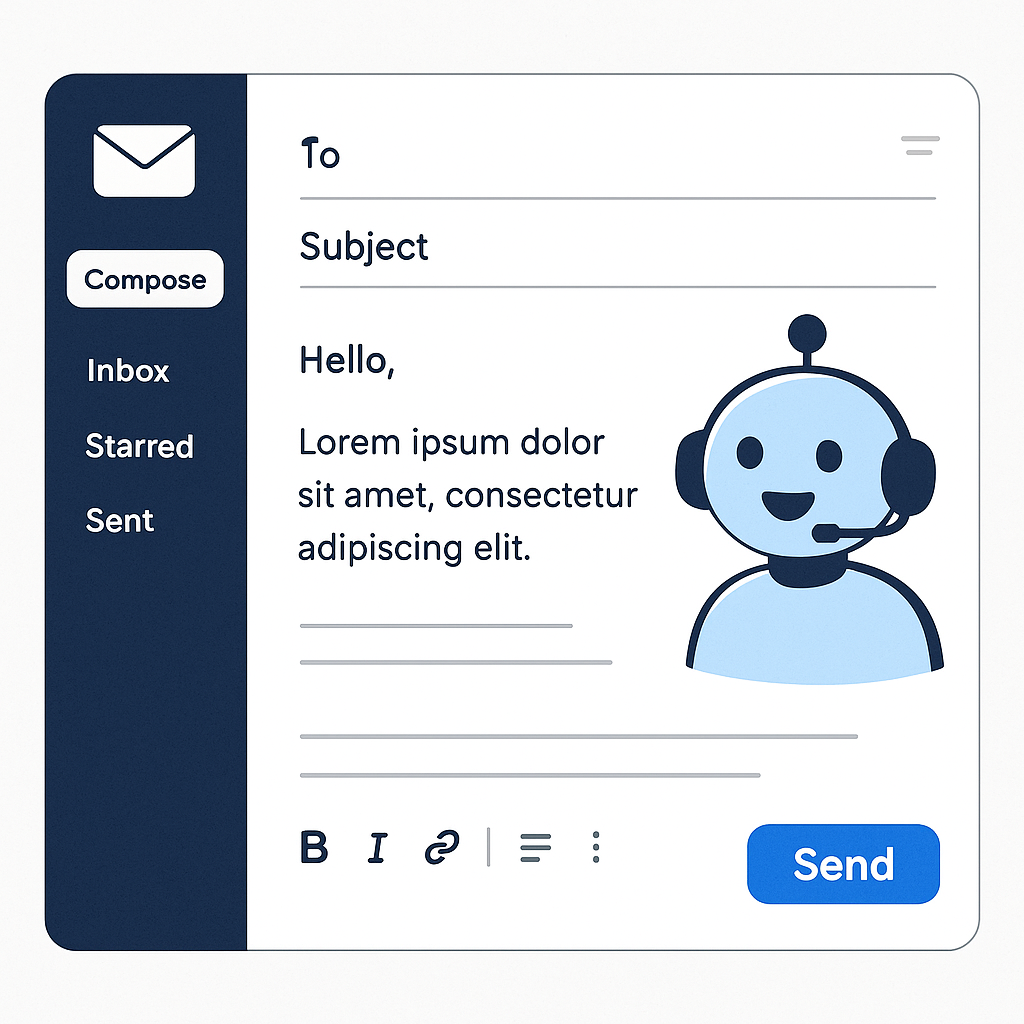 Compose
Inbox
Starred
Sent
To
Subject
Hello,
Lorem ipsum dolor
sit amet, consectetur
adipiscing elit.
B I
Send